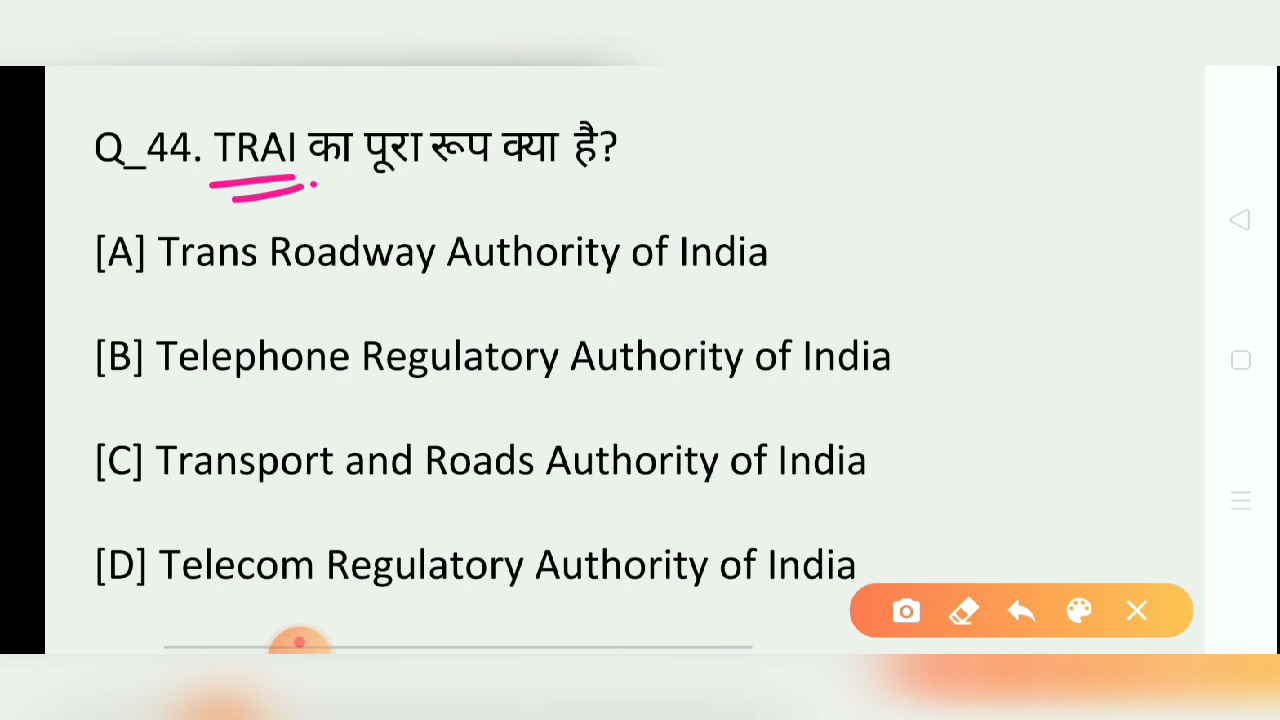 Q_44. TRAI का पूरा रूप क्या है?
[A] Trans Roadway Authority of India
[B] Telephone Regulatory Authority of India
[C] Transport and Roads Authority of India
[D] Telecom Regulatory Authority of India